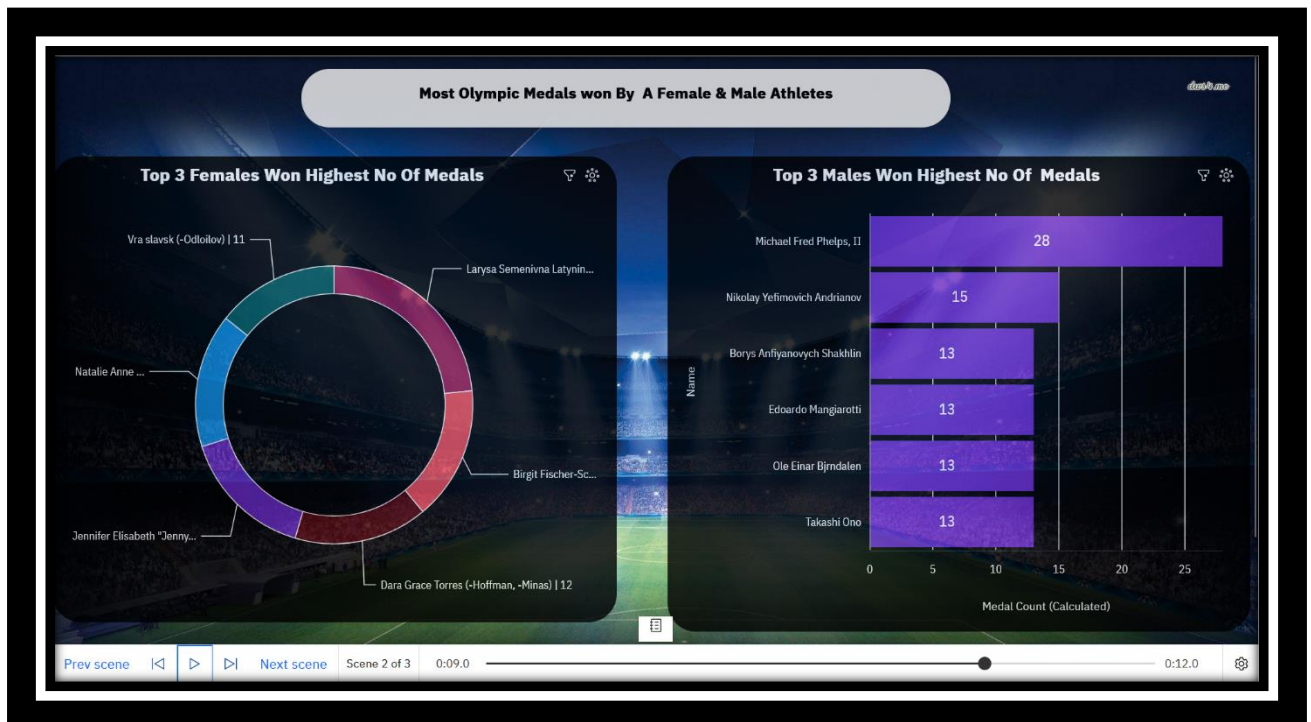 Most Olympic Medals won By A Female & Male Athletes
Top 3 Females Won Highest No Of Medals
Vra slavsk (-Odloilov) | 11
Larysa Semenivna Latynin...
Natalie Anne ...
Birgit Fischer-Sc...
Jennifer Elisabeth "Jenny...
Dara Grace Torres (-Hoffman, -Minas) | 12
Top 3 Males Won Highest No Of Medals
Name
Michael Fred Phelps, II
28
Nikolay Yefimovich Andrianov
15
Borys Anfiyanovych Shakhlin
13
Edoardo Mangiarotti
13
Ole Einar Bjrndalen
13
Takashi Ono
13
0 5 10 15 20 25
Medal Count (Calculated)
Prev scene Next scene Scene 2 of 3 0:09.0 0:12.0